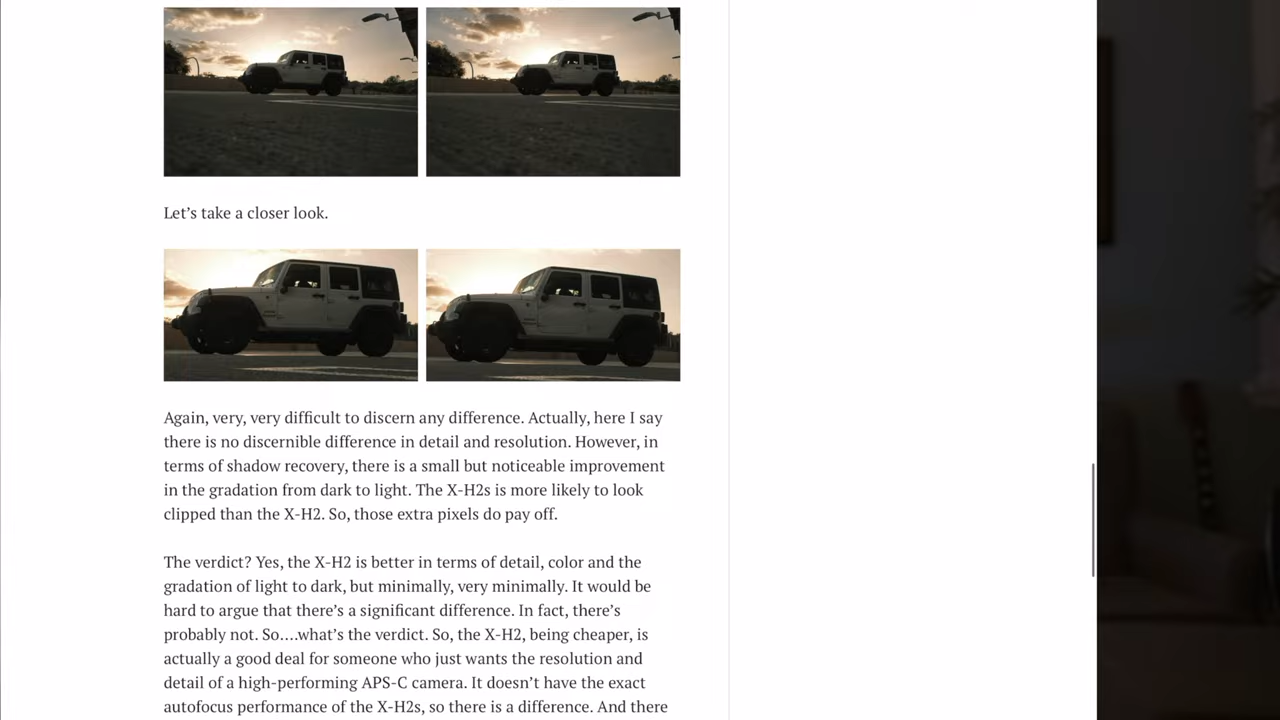 Let’s take a closer look.
Again, very, very difficult to discern any difference. Actually, here I say
there is no discernible difference in detail and resolution. However, in
terms of shadow recovery, there is a small but noticeable improvement
in the gradation from dark to light. The X-H2s is more likely to look
clipped than the X-H2. So, those extra pixels do pay off.
The verdict? Yes, the X-H2 is better in terms of detail, color and the
gradation of light to dark, but minimally, very minimally. It would be
hard to argue that there’s a significant difference. In fact, there’s
probably not. So….what’s the verdict. So, the X-H2, being cheaper, is
actually a good deal for someone who just wants the resolution and
detail of a high-performing APS-C camera. It doesn’t have the exact
autofocus performance of the X-H2s, so there is a difference. And there